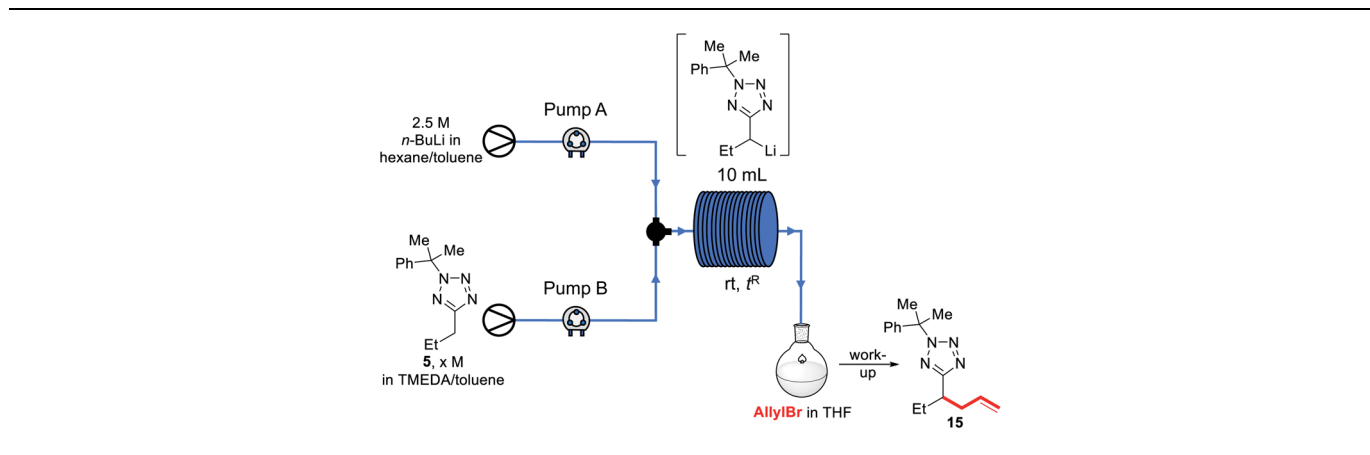 Me
Me
Ph
N
N
N
N
Et
Li
10 mL
Pump A
2.5 M
n-BuLi in
hexane/toluene
rt, tR
Pump B
Me
Me
Ph
N
N
N
N
Et
5, x M
in TMEDA/toluene
work-
up
AllylBr in THF
Me
Me
Ph
N
N
N
N
Et
15